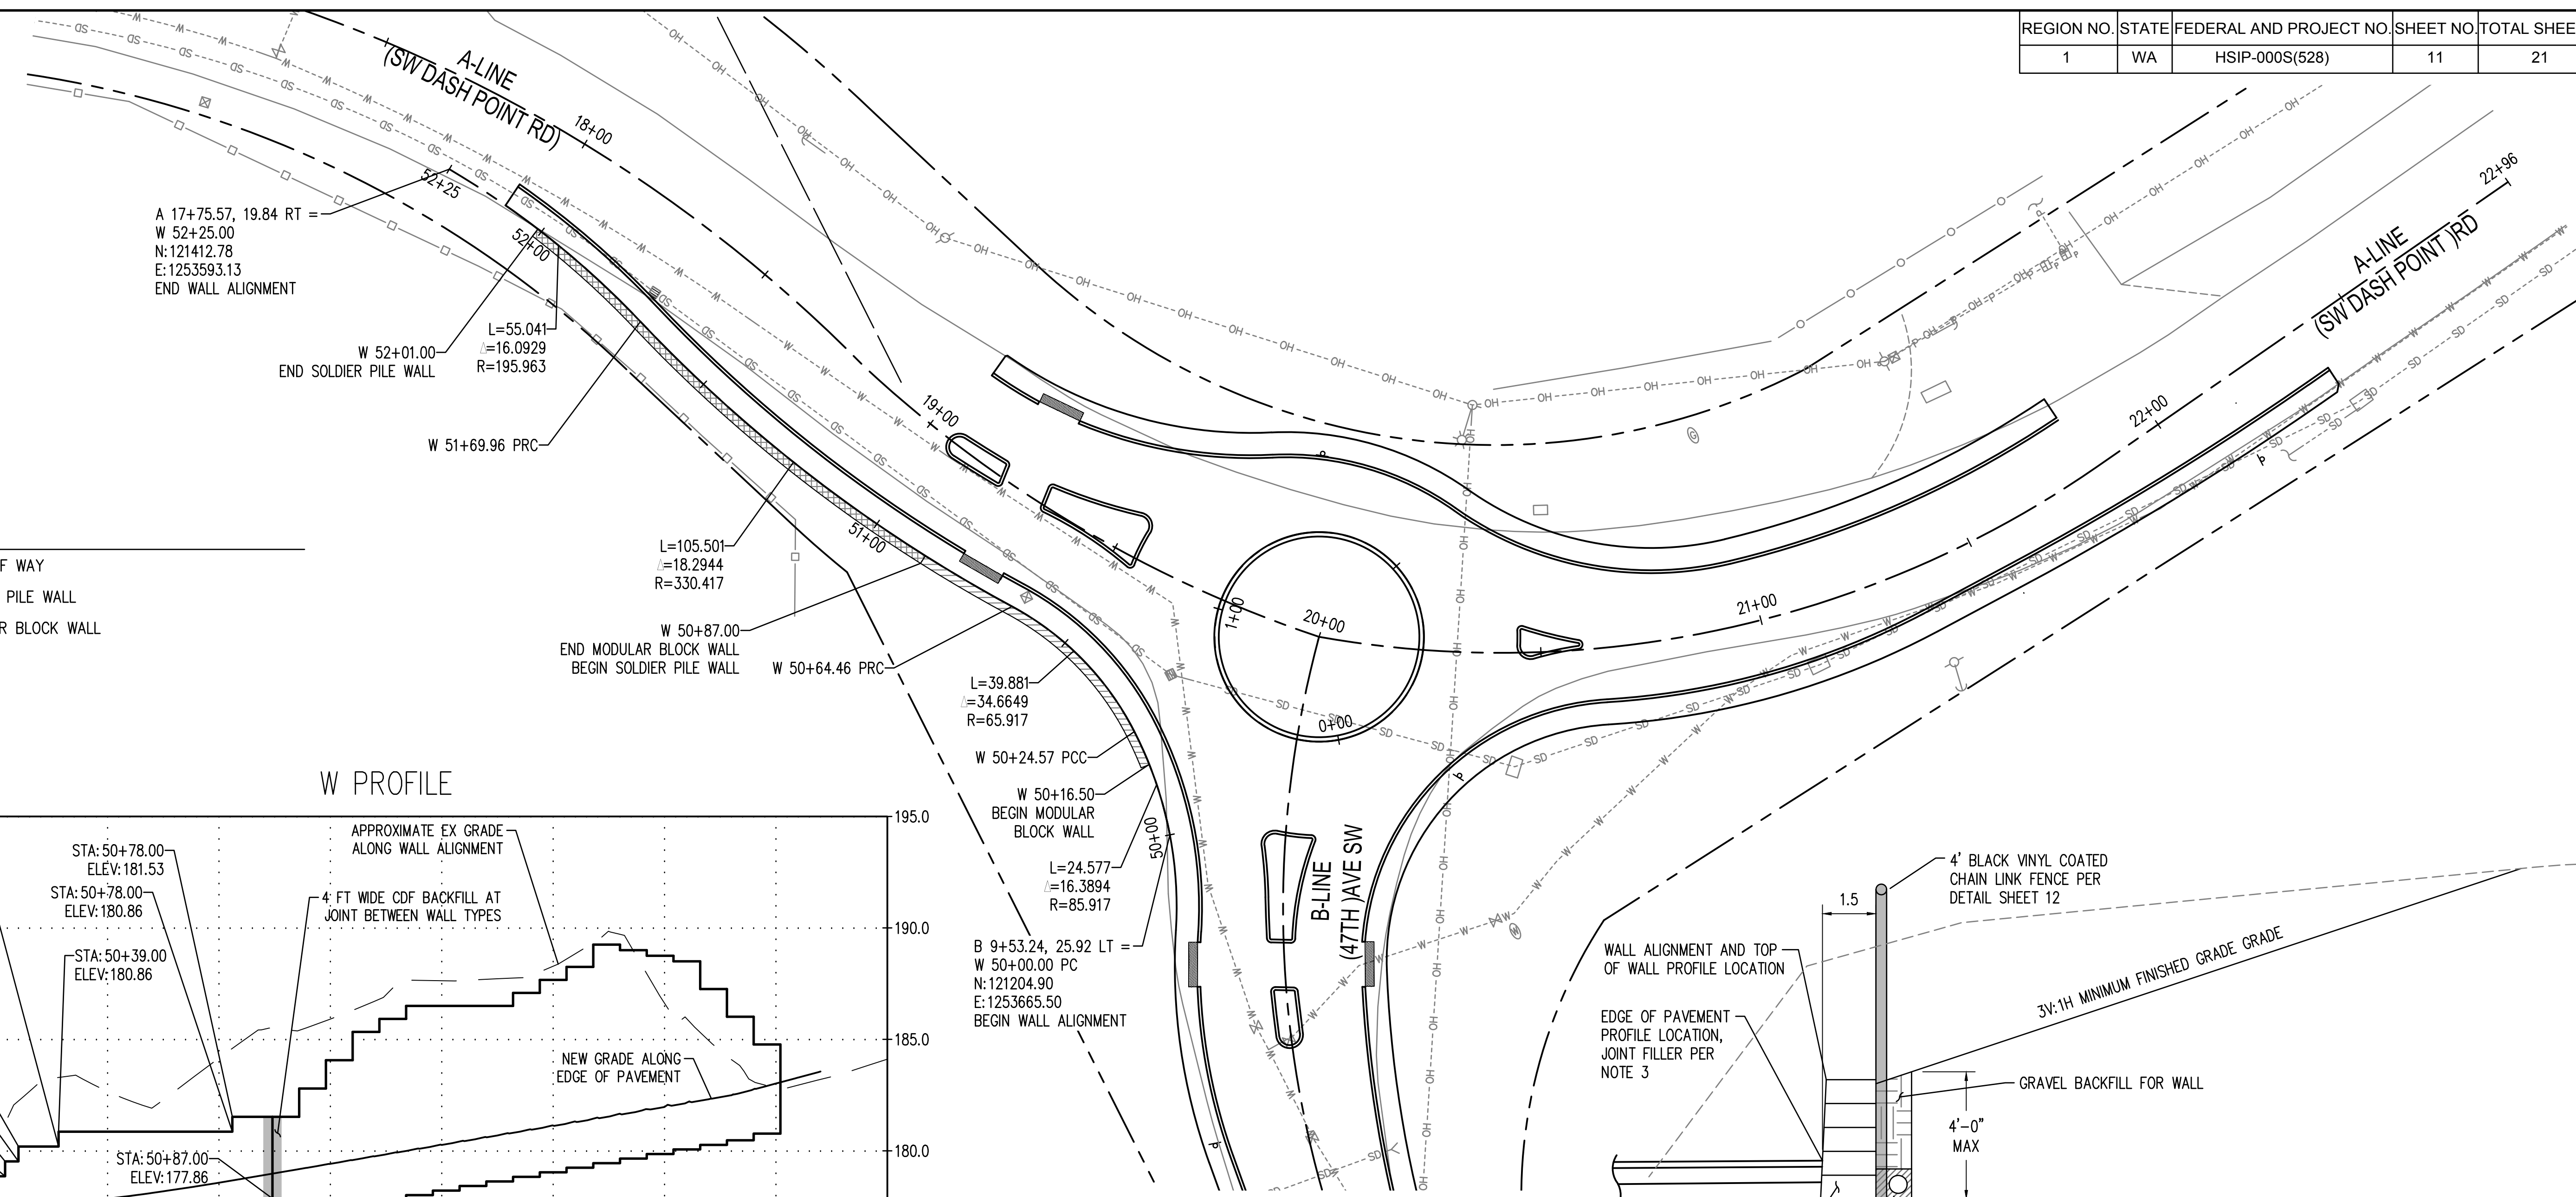 REGION NO. STATE FEDERAL AND PROJECT NO. SHEET NO. TOTAL
1 WA HSIP-000S(528) 11 21
A-LINE
(SW DASH POINT RD)
18+00
22+96
A-LINE
(SW DASH POINT )RD
52+25
A 17+75.57, 19.84 RT =
W 52+25.00
N:121412.78
E:1253593.13
END WALL ALIGNMENT
52+00
L=55.041
Δ=16.0929
R=195.963
W 52+01.00
END SOLDIER PILE WALL
W 51+69.96 PRC
19+00
22+00
51+00
L=105.501
Δ=18.2944
R=330.417
F WAY
PILE WALL
R BLOCK WALL
W 50+87.00
END MODULAR BLOCK WALL
BEGIN SOLDIER PILE WALL
W 50+64.46 PRC
1+00
20+00
21+00
0+00
L=39.881
Δ=34.6649
R=65.917
W 50+24.57 PCC
W 50+16.50
BEGIN MODULAR
BLOCK WALL
50+00
L=24.577
Δ=16.3894
R=85.917
B 9+53.24, 25.92 LT =
W 50+00.00 PC
N:121204.90
E:1253665.50
BEGIN WALL ALIGNMENT
B-LINE
(47TH )AVE SW
W PROFILE
195.0
190.0
185.0
180.0
APPROXIMATE EX GRADE
ALONG WALL ALIGNMENT
STA: 50+78.00
ELEV:181.53
STA: 50+78.00
ELEV:180.86
4 FT WIDE CDF BACKFILL AT
JOINT BETWEEN WALL TYPES
STA: 50+39.00
ELEV:180.86
NEW GRADE ALONG
EDGE OF PAVEMENT
STA: 50+87.00
ELEV:177.86
4' BLACK VINYL COATED
CHAIN LINK FENCE PER
DETAIL SHEET 12
1.5
WALL ALIGNMENT AND TOP
OF WALL PROFILE LOCATION
EDGE OF PAVEMENT
PROFILE LOCATION,
JOINT FILLER PER
NOTE 3
3V:1H MINIMUM FINISHED GRADE GRADE
GRAVEL BACKFILL FOR WALL
4'-0"
MAX